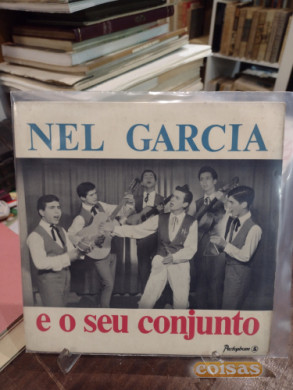 NEL GARCIA
e o seu conjunto
Parlophone
coisas